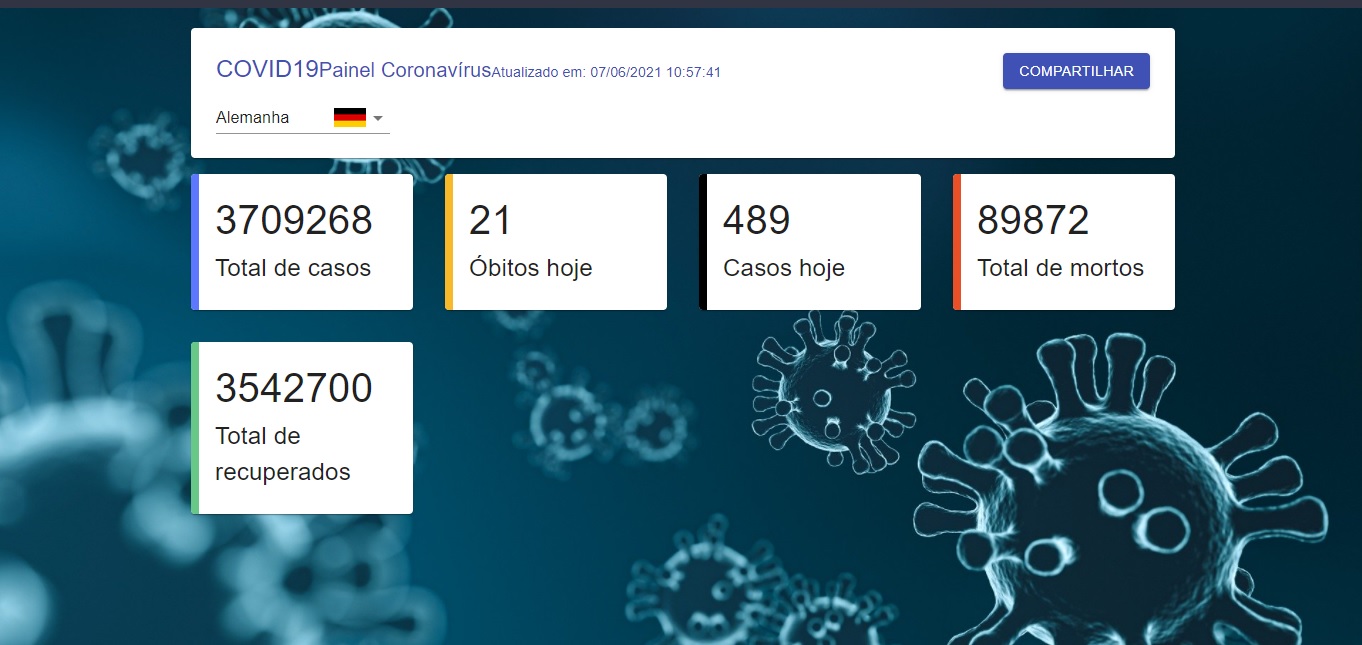 COVID19Painel CoronavírusAtualizado em: 07/06/2021 10:57:41
COMPARTILHAR
Alemanha
3709268
Total de casos
21
Óbitos hoje
489
Casos hoje
89872
Total de mortos
3542700
Total de
recuperados